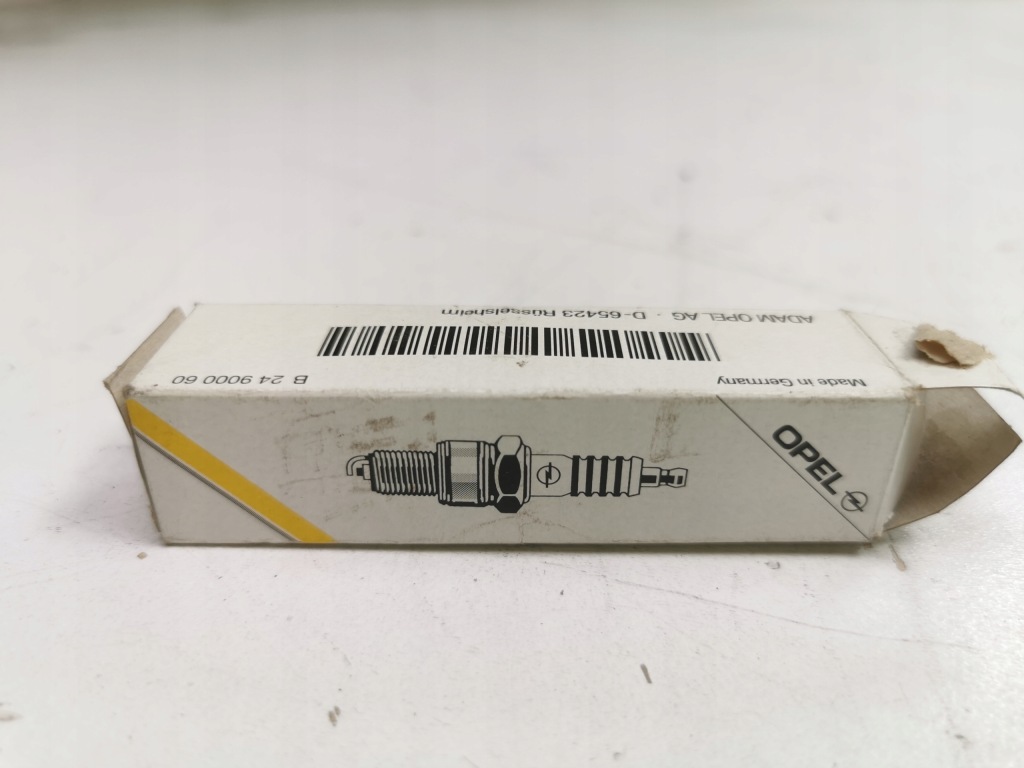 Made in Germany
B 24 9000 60
ADAM OPEL AG · D-65423 Rüsselsheim
OPEL